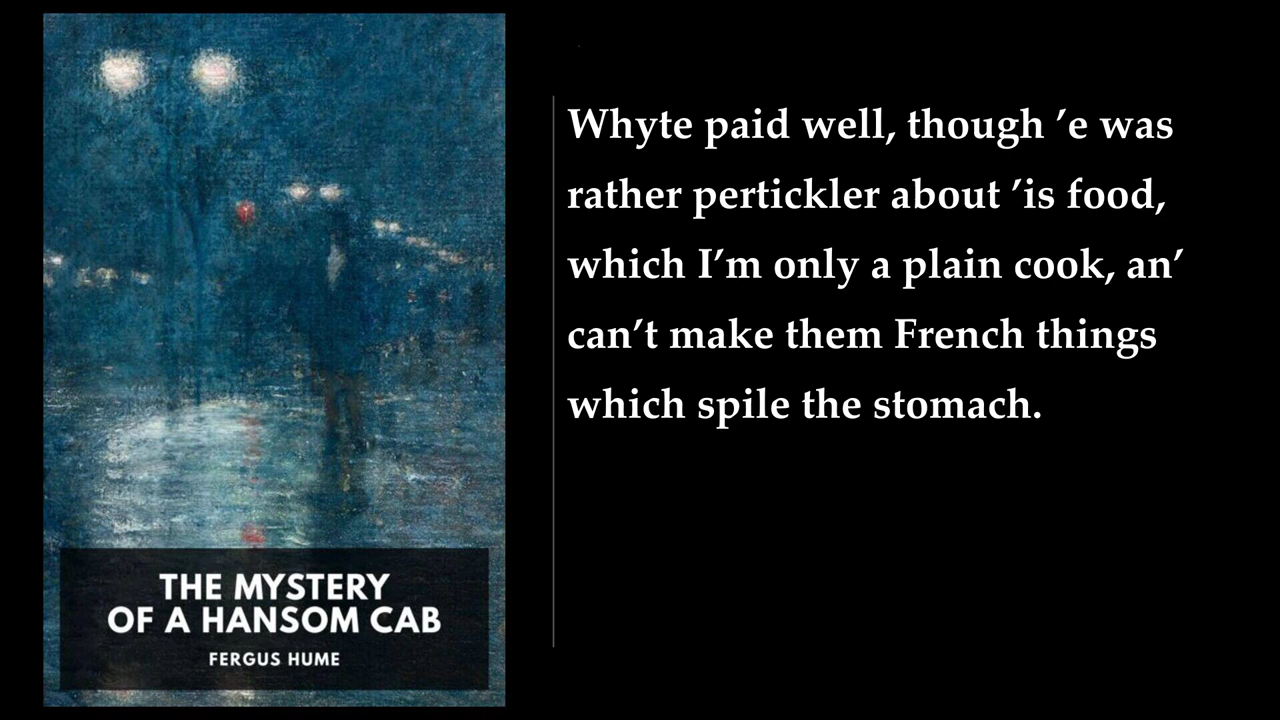 THE MYSTERY
OF A HANSOM CAB
FERGUS HUME
Whyte paid well, though ’e was
rather pertickler about ’is food,
which I’m only a plain cook, an’
can’t make them French things
which spile the stomach.